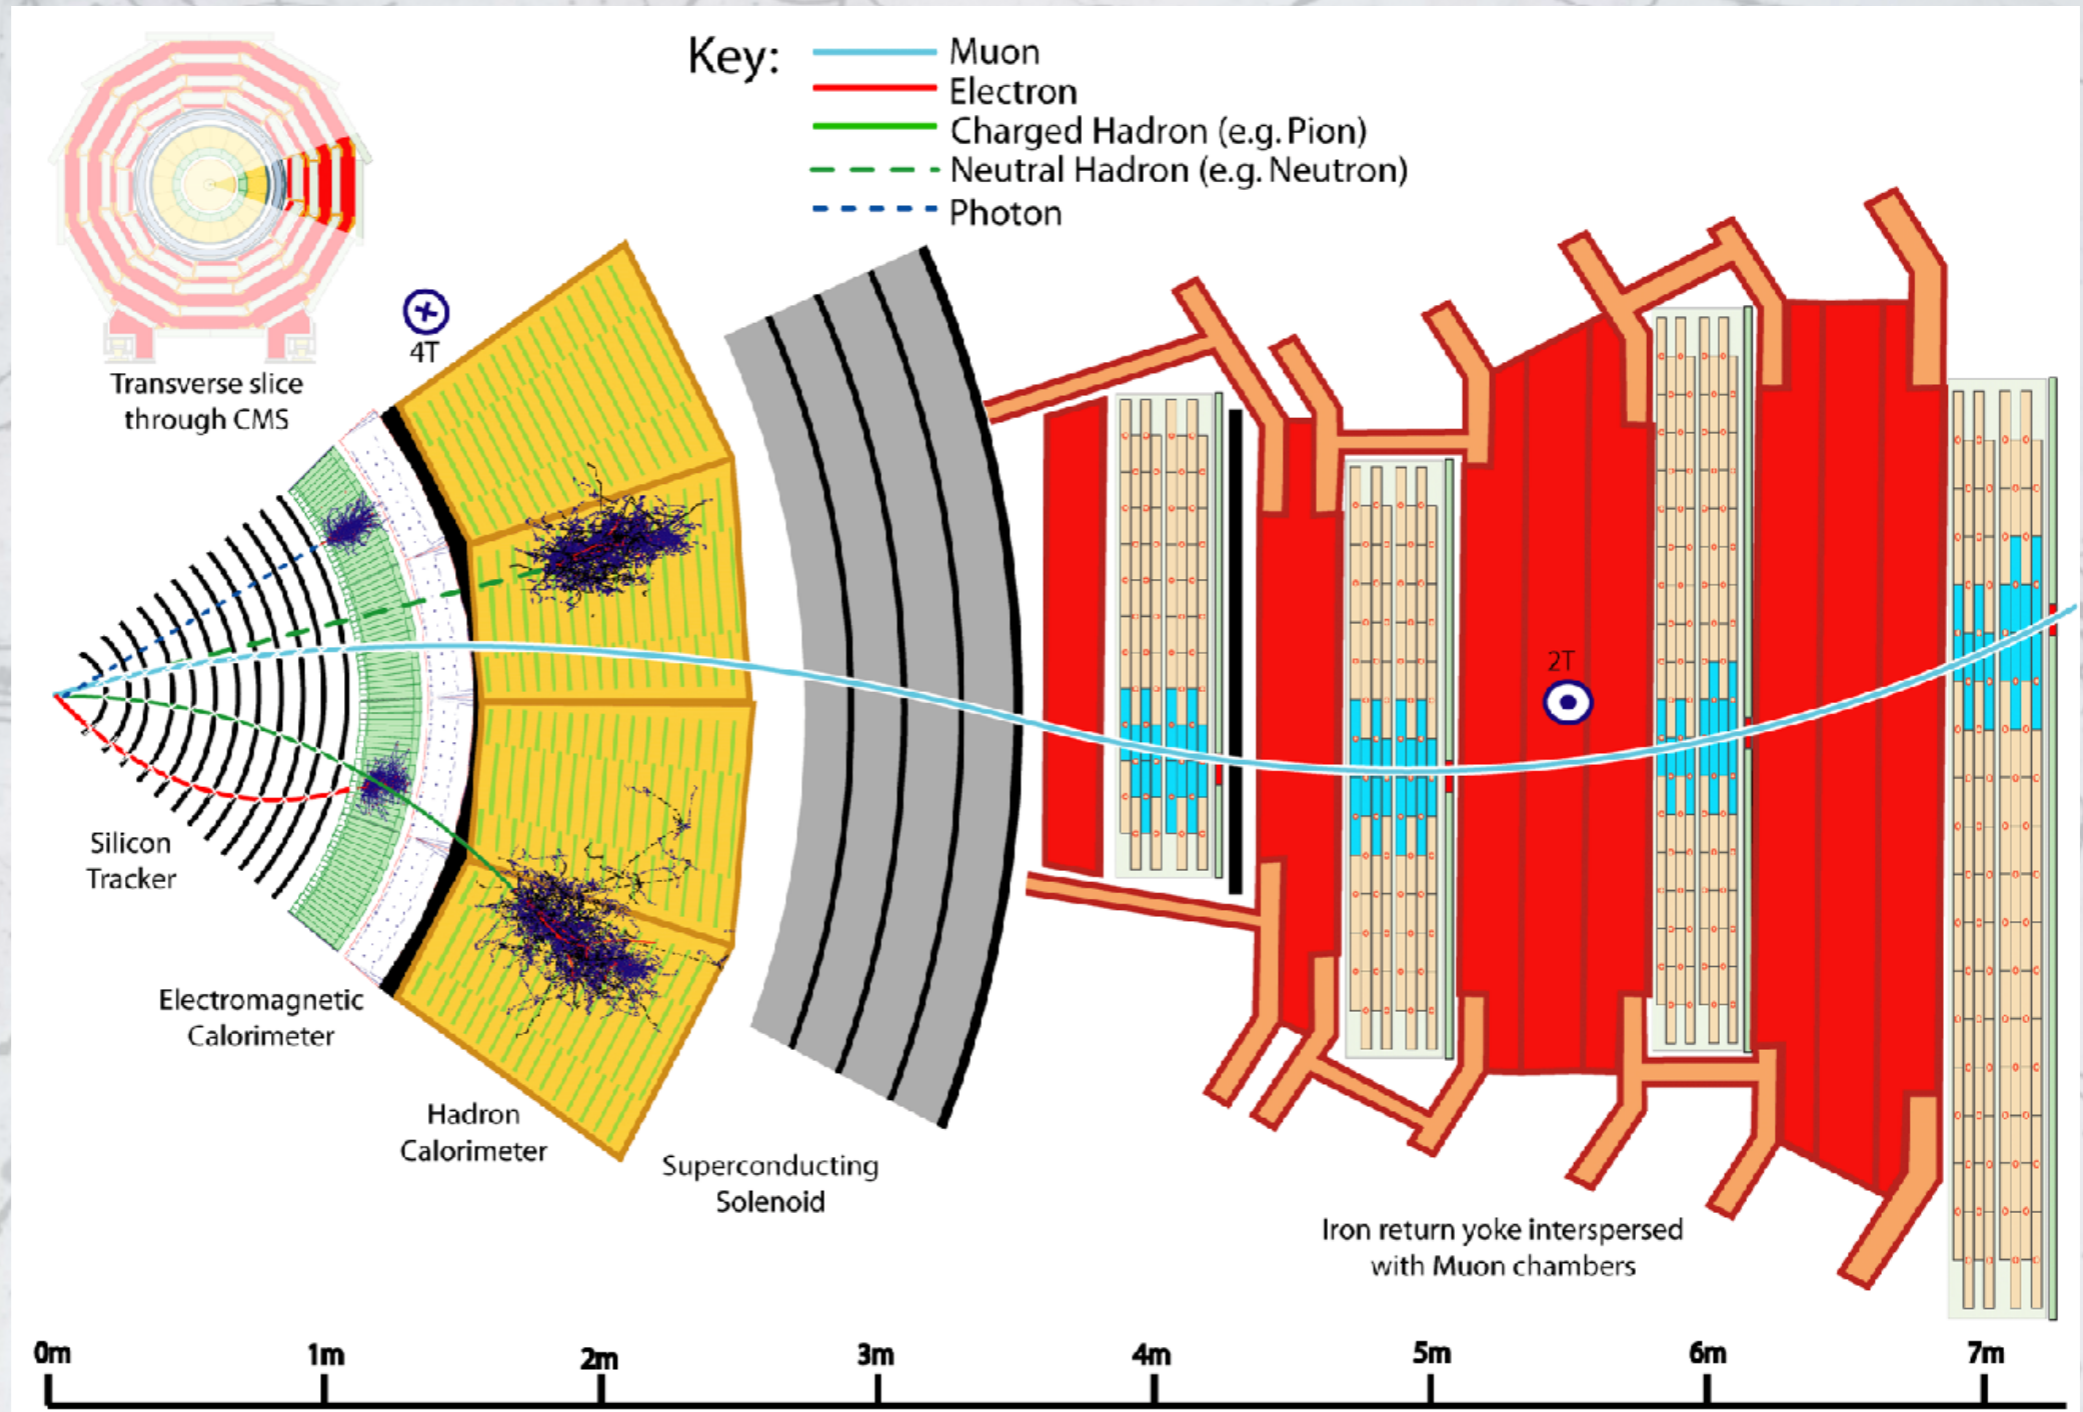 Key:
Muon
Electron
Charged Hadron (e.g. Pion)
Neutral Hadron (e.g. Neutron)
Photon
Transverse slice
through CMS
4T
2T
Silicon
Tracker
Electromagnetic
Calorimeter
Hadron
Calorimeter
Superconducting
Solenoid
Iron return yoke interspersed
with Muon chambers
0m
1m
2m
3m
4m
5m
6m
7m